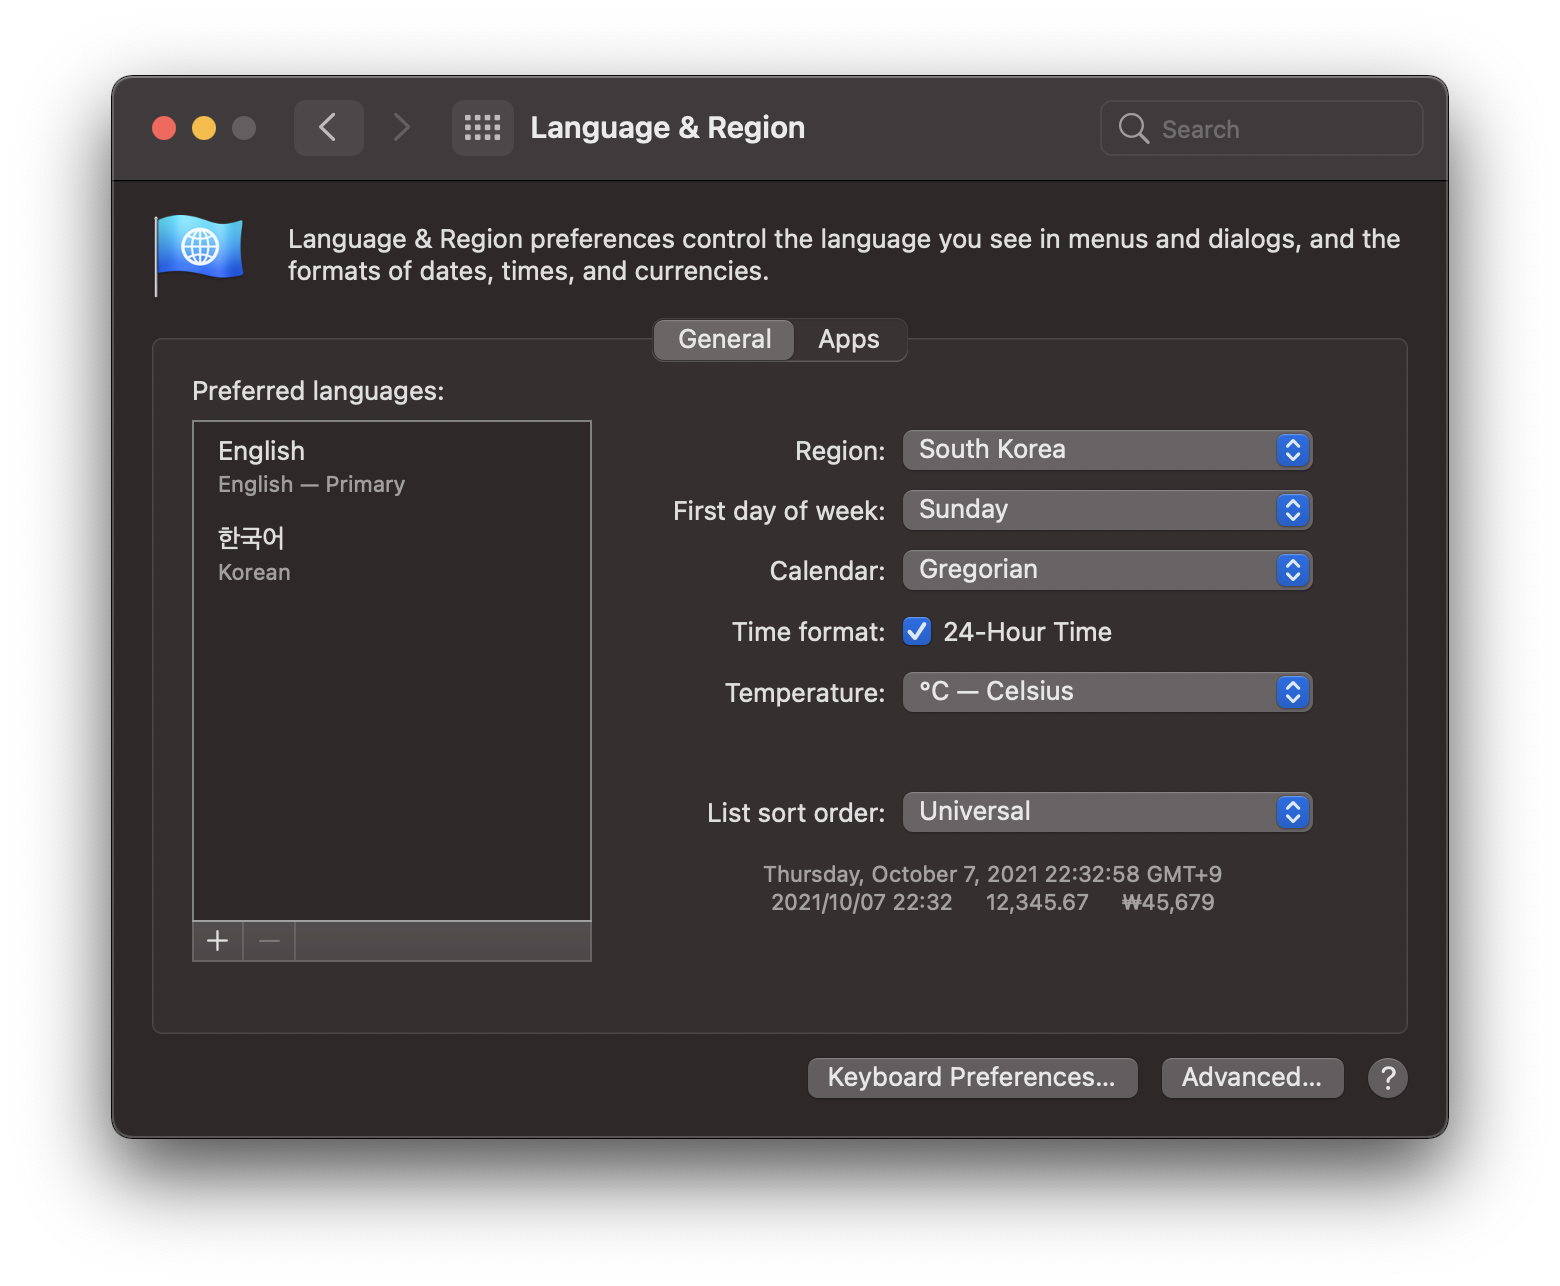 Language & Region
Search
Language & Region preferences control the language you see in menus and dialogs, and the
formats of dates, times, and currencies.
General Apps
Preferred languages:
English
English — Primary
한국어
Korean
Region: South Korea
First day of week: Sunday
Calendar: Gregorian
Time format: 24-Hour Time
Temperature: °C — Celsius
List sort order: Universal
Thursday, October 7, 2021 22:32:58 GMT+9
2021/10/07 22:32 12,345.67 ₩45,679
Keyboard Preferences... Advanced... ?